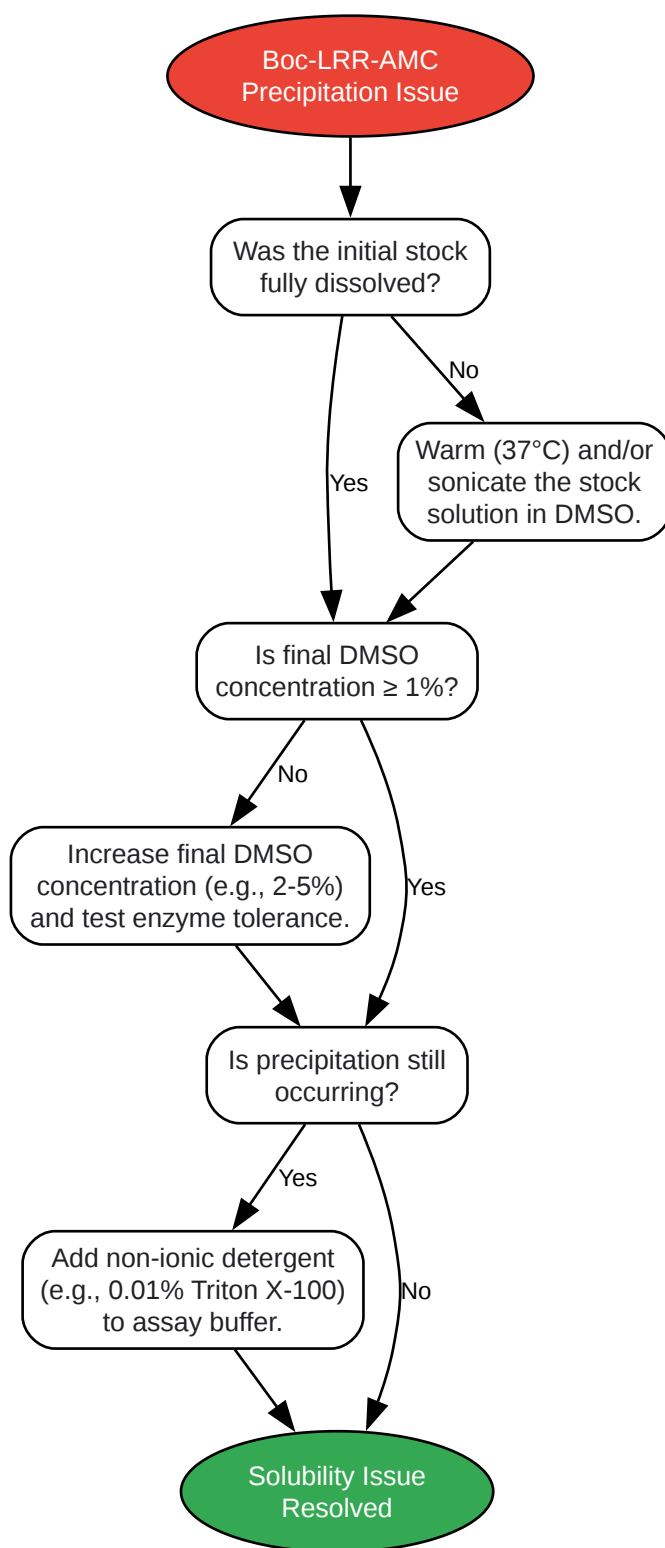 Boc-LRR-AMC
Precipitation Issue
Was the initial stock
fully dissolved?
No
Warm (37°C) and/or
sonicate the stock
solution in DMSO.
Yes
Is final DMSO
concentration ≥ 1%?
No
Increase final DMSO
concentration (e.g., 2-5%)
and test enzyme tolerance.
Yes
Is precipitation still
occurring?
Yes
Add non-ionic detergent
(e.g., 0.01% Triton X-100)
to assay buffer.
No
Solubility Issue
Resolved